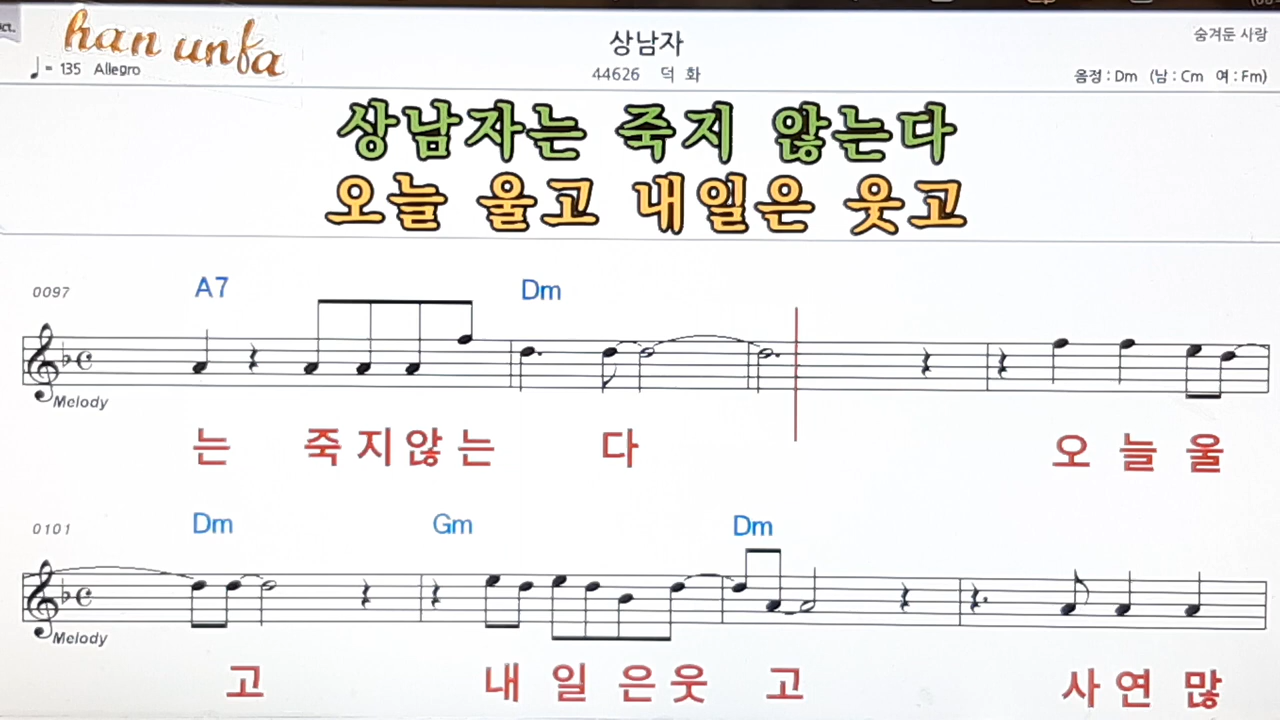 han unfa
상남자
숨겨둔 사랑
♩= 135 Allegro
44626 덕 화
음정 : Dm (남 : Cm 여 : Fm)
상남자는 죽지 않는다
오늘 울고 내일은 웃고
0097 A7 Dm
Melody
는 죽지않는 다 오늘울
0101 Dm Gm Dm
Melody
고 내일은웃 고 사연많